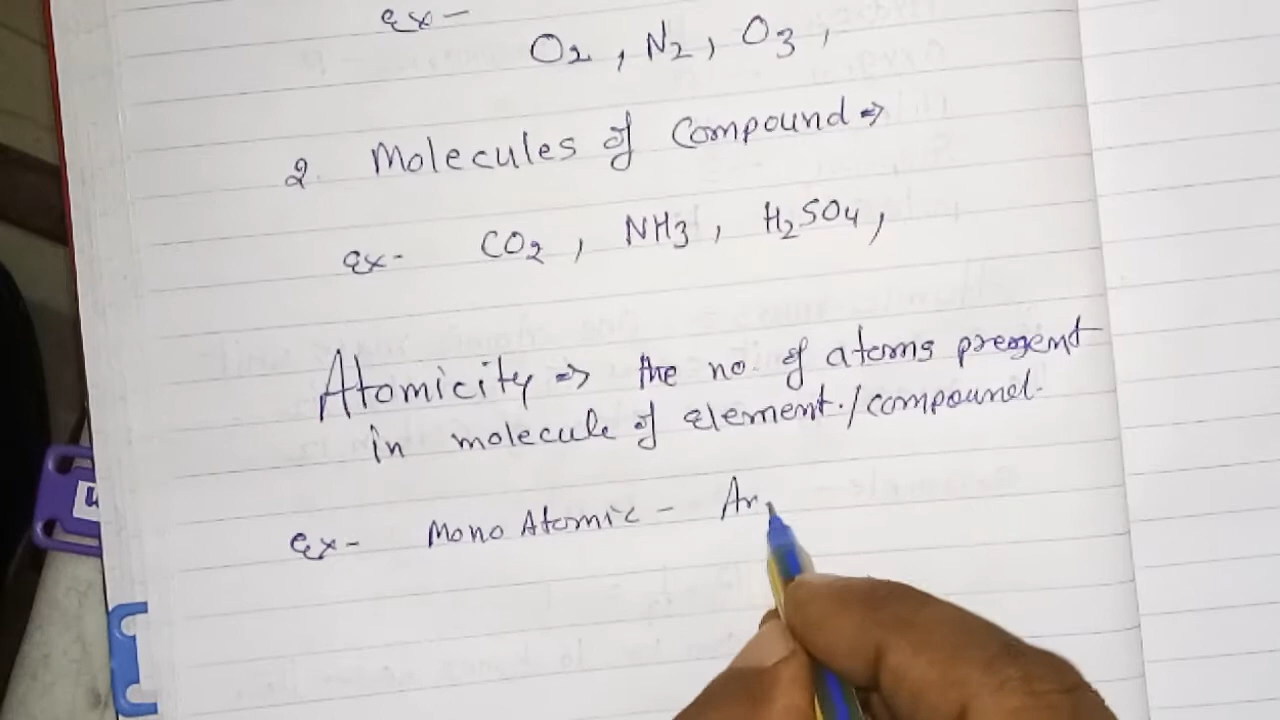 ex-
O2, N2, O3,
2. Molecules of Compound ⇒
ex- CO2, NH3, H2SO4,
Atomicity ⇒ the no. of atoms present
in molecule of element./compound.
ex- Mono Atomic - Ar